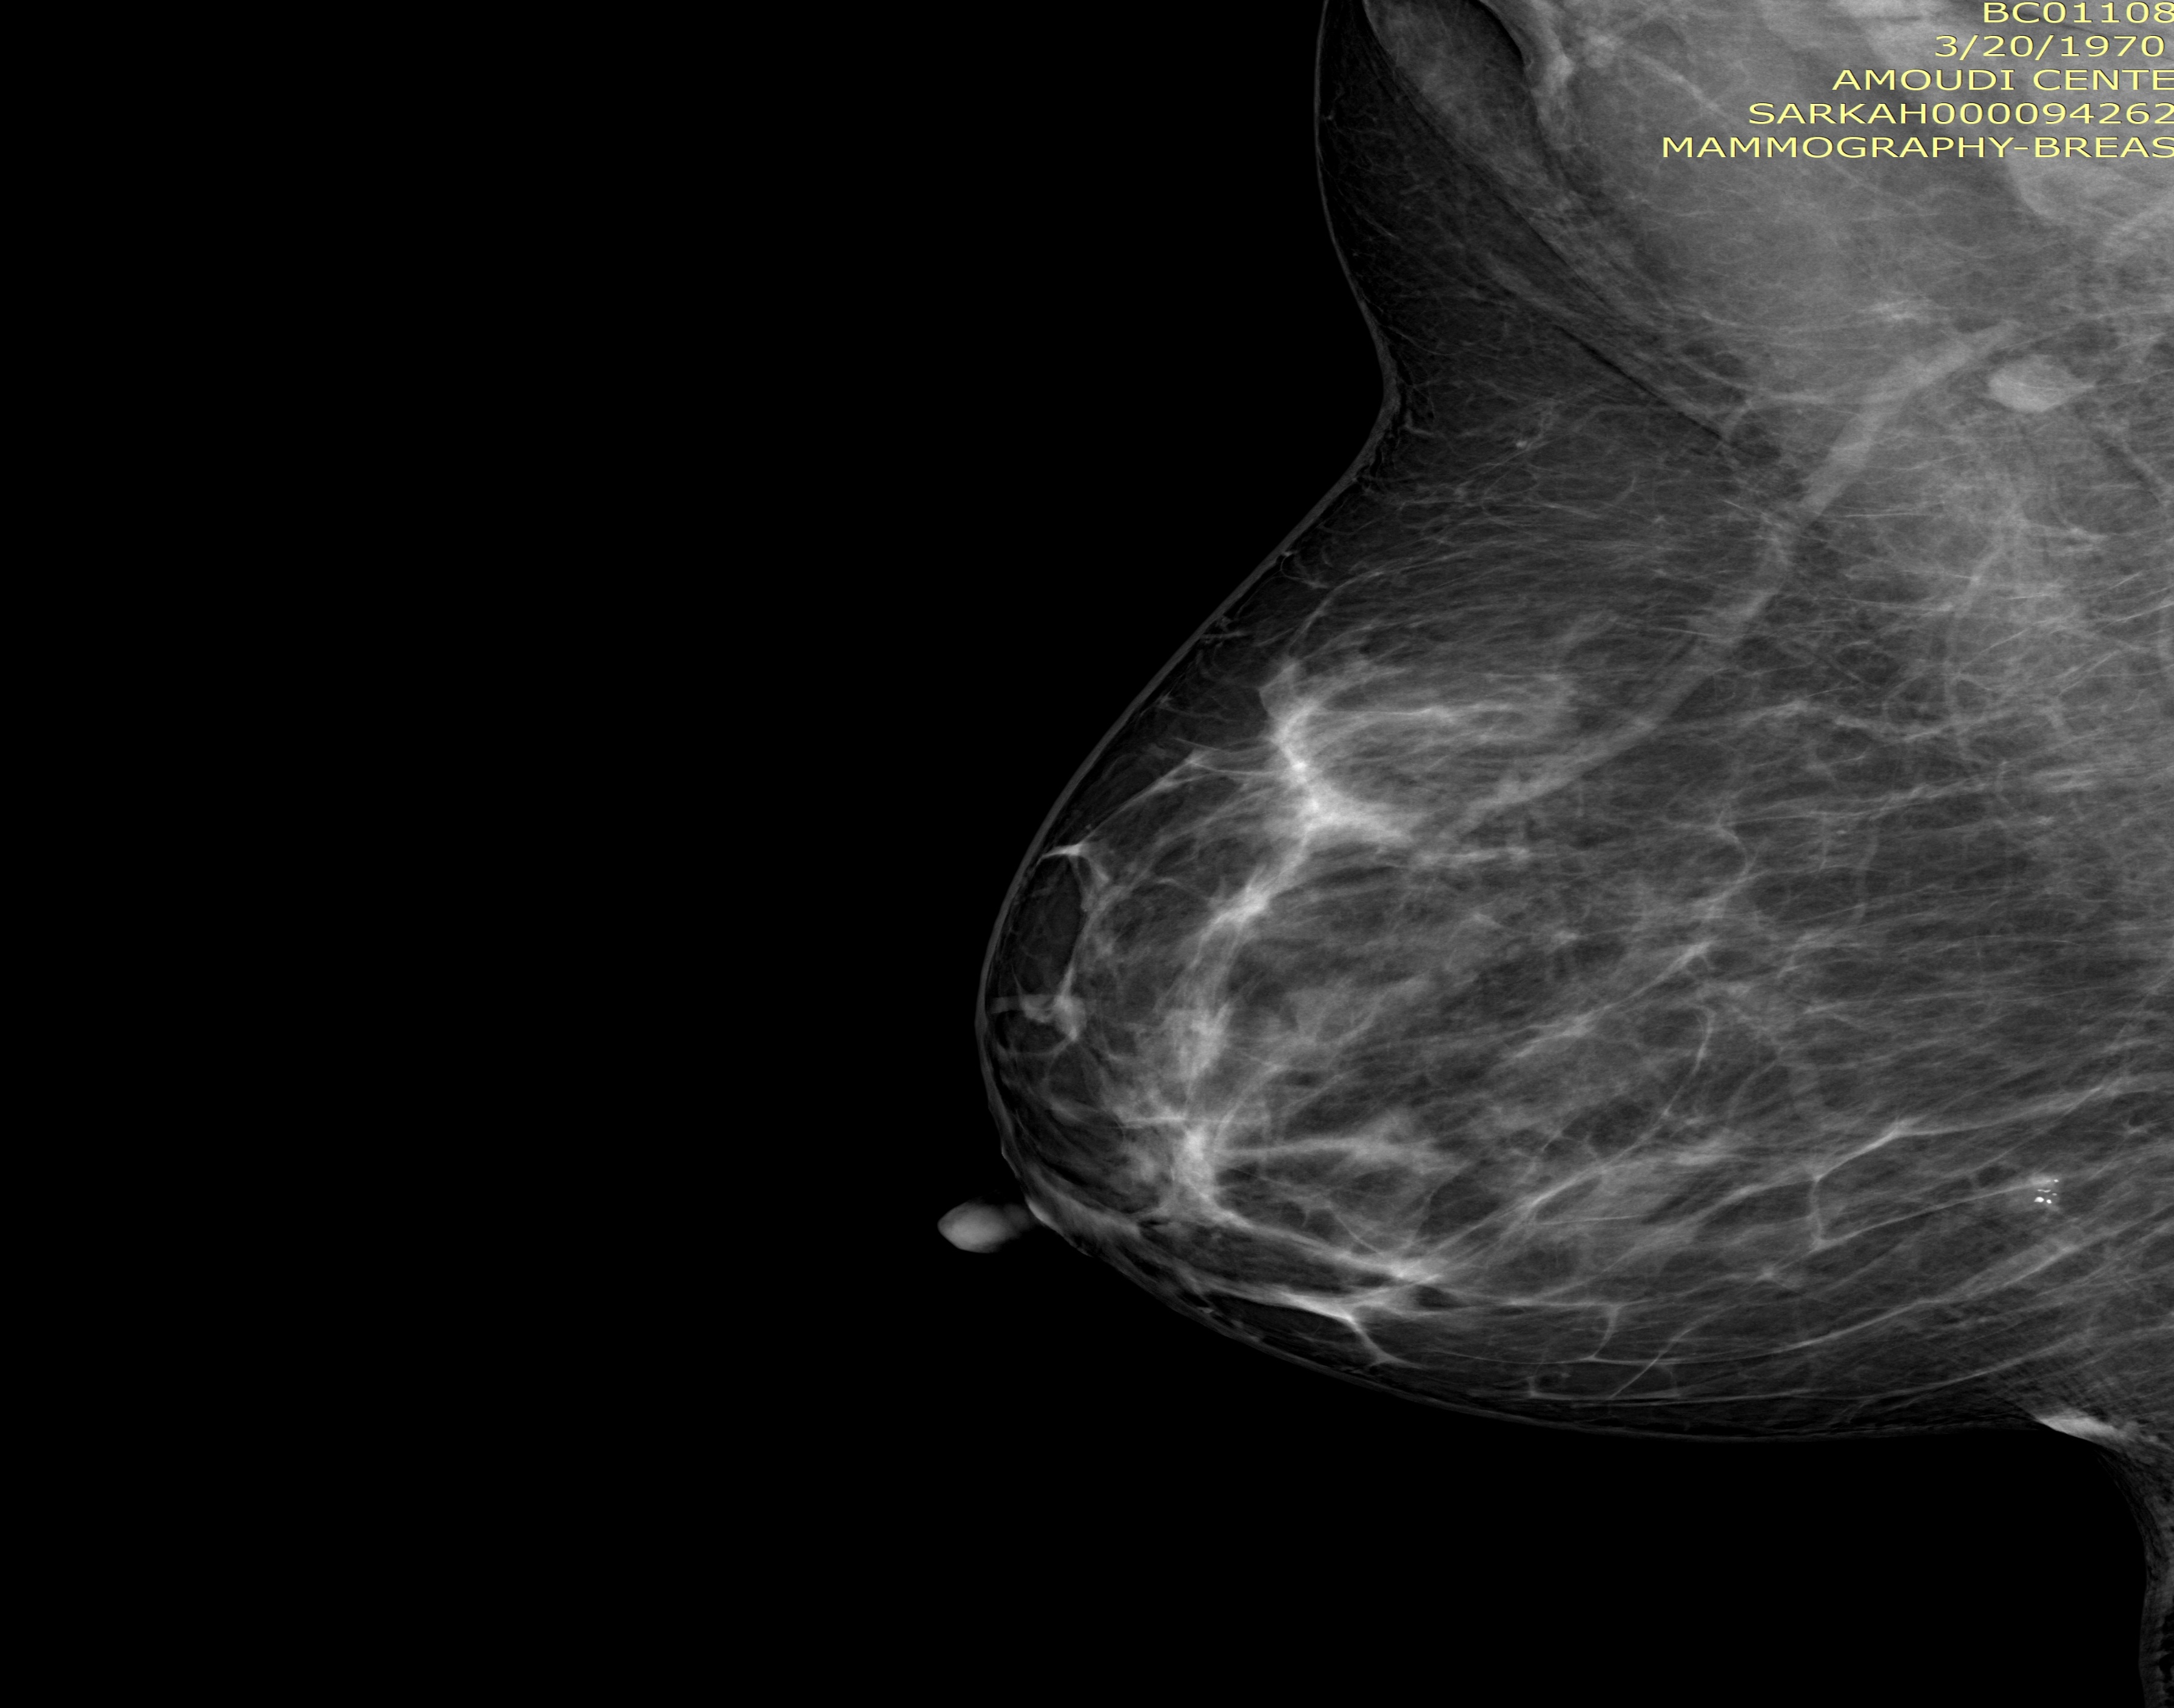 BC01108
3/20/1970
AMOUDI CENTE
SARKAH000094262
MAMMOGRAPHY-BREAS